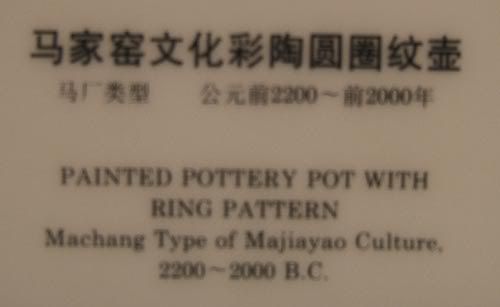 马家窑文化彩陶圆圈纹壶
马厂类型 公元前2200～前2000年
PAINTED POTTERY POT WITH
RING PATTERN
Machang Type of Majiayao Culture,
2200～2000 B.C.